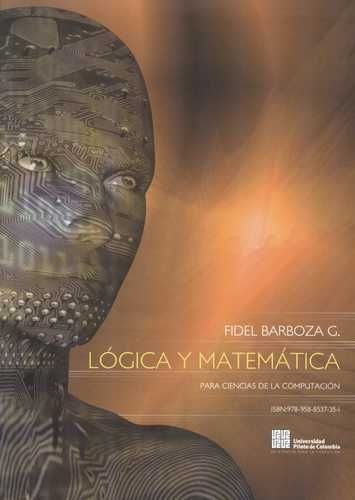 FIDEL BARBOZA G.
LÓGICA Y MATEMÁTICA
PARA CIENCIAS DE LA COMPUTACIÓN
ISBN:978-958-8537-35-1
Universidad
Piloto de Colombia